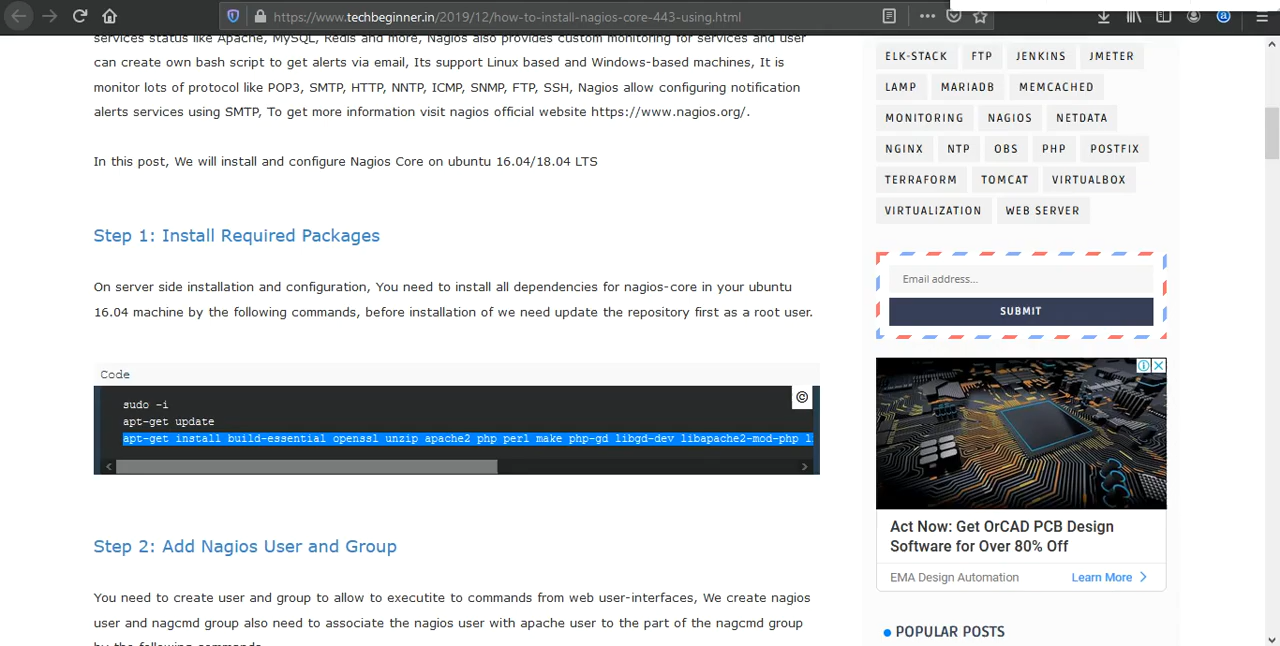 https://www.techbeginner.in/2019/12/how-to-install-nagios-core-443-using.html
services status like Apache, MySQL, Redis and more, Nagios also provides custom monitoring for services and user
can create own bash script to get alerts via email, Its support Linux based and Windows-based machines, It is
monitor lots of protocol like POP3, SMTP, HTTP, NNTP, ICMP, SNMP, FTP, SSH, Nagios allow configuring notification
alerts services using SMTP, To get more information visit nagios official website https://www.nagios.org/.
In this post, We will install and configure Nagios Core on ubuntu 16.04/18.04 LTS
Step 1: Install Required Packages
On server side installation and configuration, You need to install all dependencies for nagios-core in your ubuntu
16.04 machine by the following commands, before installation of we need update the repository first as a root user.
Code
sudo -i
apt-get update
apt-get install build-essential openssl unzip apache2 php perl make php-gd libgd-dev libapache2-mod-php l
Step 2: Add Nagios User and Group
You need to create user and group to allow to executite to commands from web user-interfaces, We create nagios
user and nagcmd group also need to associate the nagios user with apache user to the part of the nagcmd group
by the following commands
ELK-STACK FTP JENKINS JMETER
LAMP MARIADB MEMCACHED
MONITORING NAGIOS NETDATA
NGINX NTP OBS PHP POSTFIX
TERRAFORM TOMCAT VIRTUALBOX
VIRTUALIZATION WEB SERVER
Email address...
SUBMIT
Act Now: Get OrCAD PCB Design
Software for Over 80% Off
EMA Design Automation Learn More
POPULAR POSTS